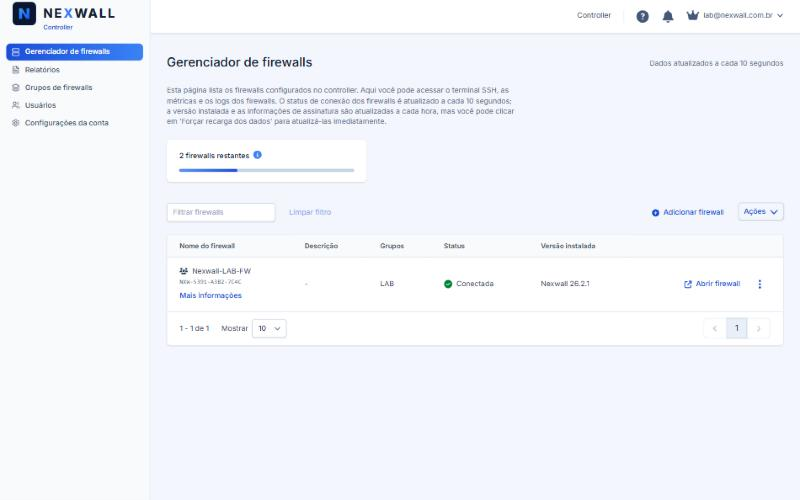 NEXWALL
Controller
Controller
lab@nexwall.com.br
Gerenciador de firewalls
Relatórios
Grupos de firewalls
Usuários
Configurações da conta
Gerenciador de firewalls
Dados atualizados a cada 10 segundos
Esta página lista os firewalls configurados no controller. Aqui você pode acessar o terminal SSH, as
métricas e os logs dos firewalls. O status de conexão dos firewalls é atualizado a cada 10 segundos;
a versão instalada e as informações de assinatura são atualizadas a cada hora, mas você pode clicar
em 'Forçar recarga dos dados' para atualizá-las imediatamente.
2 firewalls restantes
Filtrar firewalls
Limpar filtro
Adicionar firewall
Ações
Nome do firewall Descrição Grupos Status Versão instalada
Nexwall-LAB-FW
NXW-5391-A3B2-7C4C
Mais informações
- LAB Conectada Nexwall 26.2.1 Abrir firewall
1 - 1 de 1 Mostrar 10 1